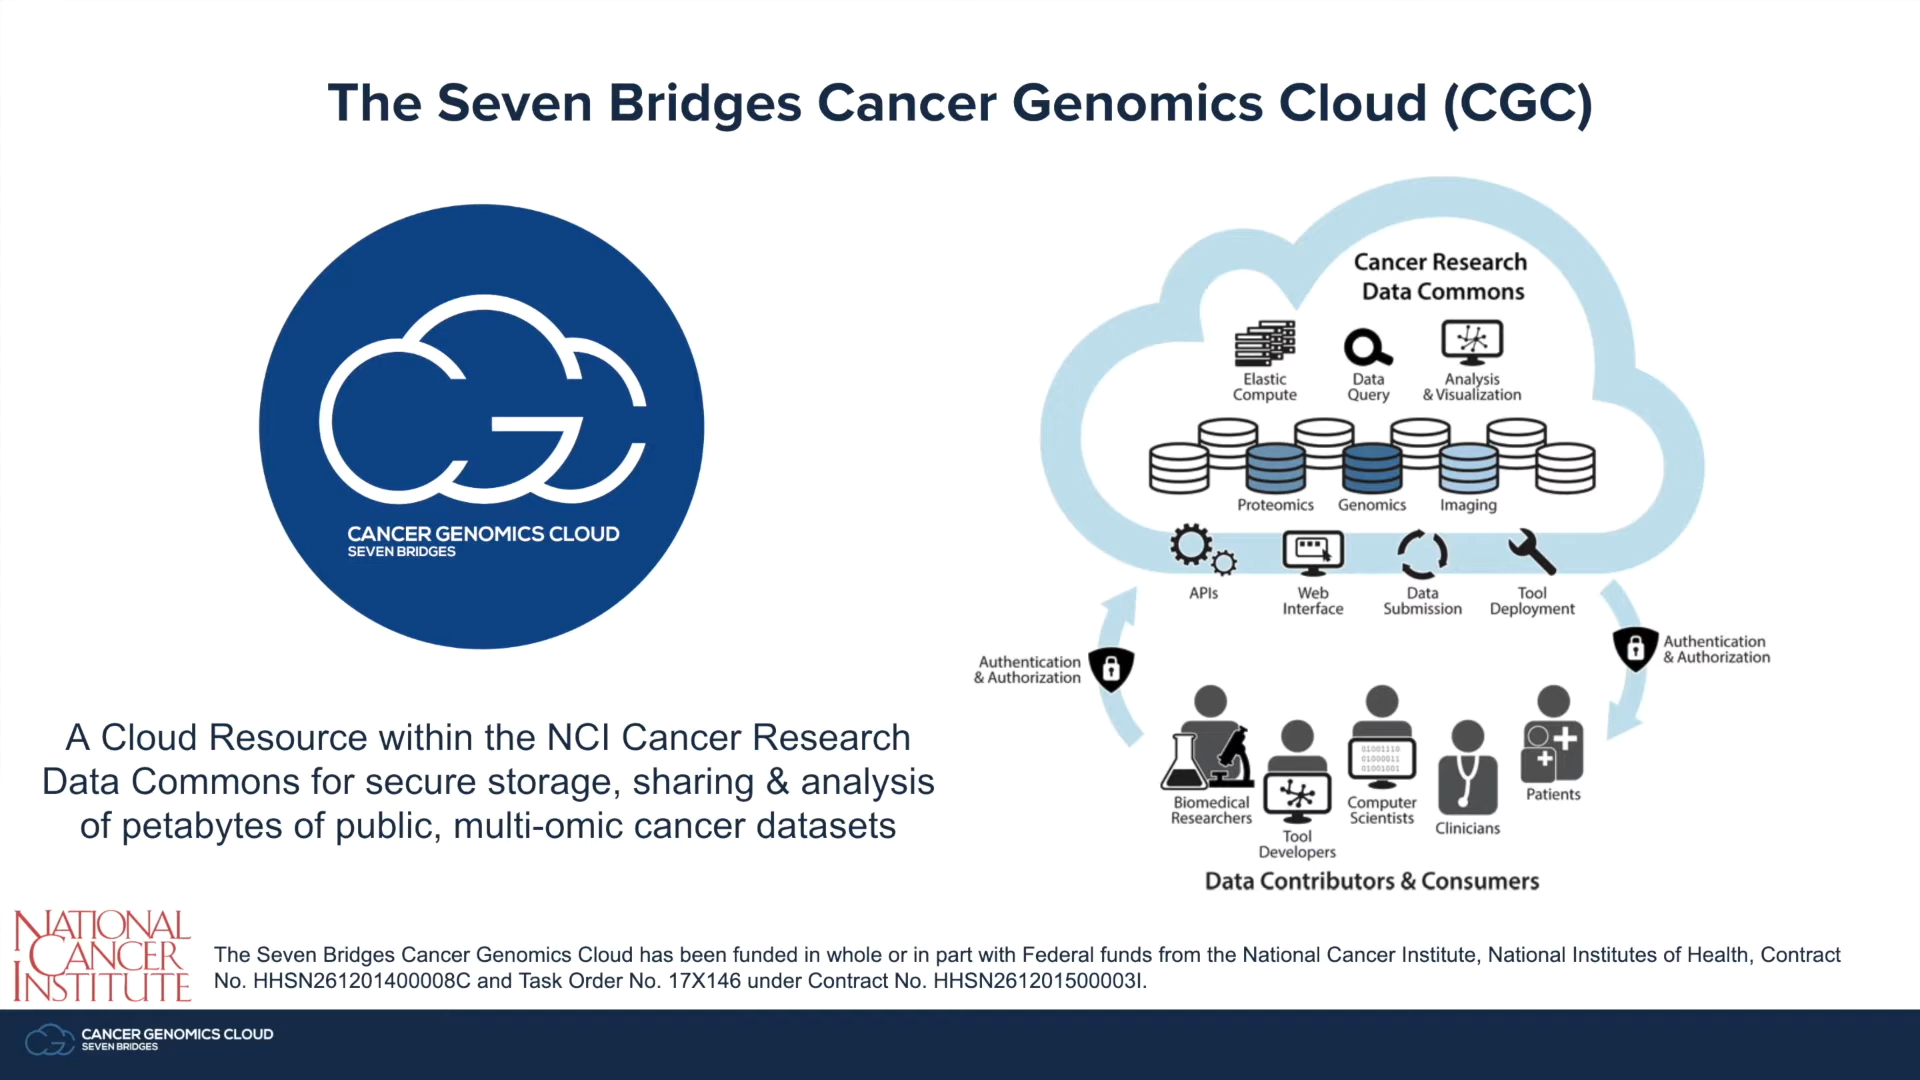 The Seven Bridges Cancer Genomics Cloud (CGC)
CGC
CANCER GENOMICS CLOUD
SEVEN BRIDGES
A Cloud Resource within the NCI Cancer Research
Data Commons for secure storage, sharing & analysis
of petabytes of public, multi-omic cancer datasets
Cancer Research
Data Commons
Elastic
Compute
Data
Query
Analysis
& Visualization
Proteomics
Genomics
Imaging
APIs
Web
Interface
Data
Submission
Tool
Deployment
Authentication
& Authorization
Authentication
& Authorization
01001110
01000011
01001001
Biomedical
Researchers
Tool
Developers
Computer
Scientists
Clinicians
Patients
Data Contributors & Consumers
NATIONAL
CANCER
INSTITUTE
The Seven Bridges Cancer Genomics Cloud has been funded in whole or in part with Federal funds from the National Cancer Institute, National Institutes of Health, Contract
No. HHSN261201400008C and Task Order No. 17X146 under Contract No. HHSN261201500003I.
CANCER GENOMICS CLOUD
SEVEN BRIDGES